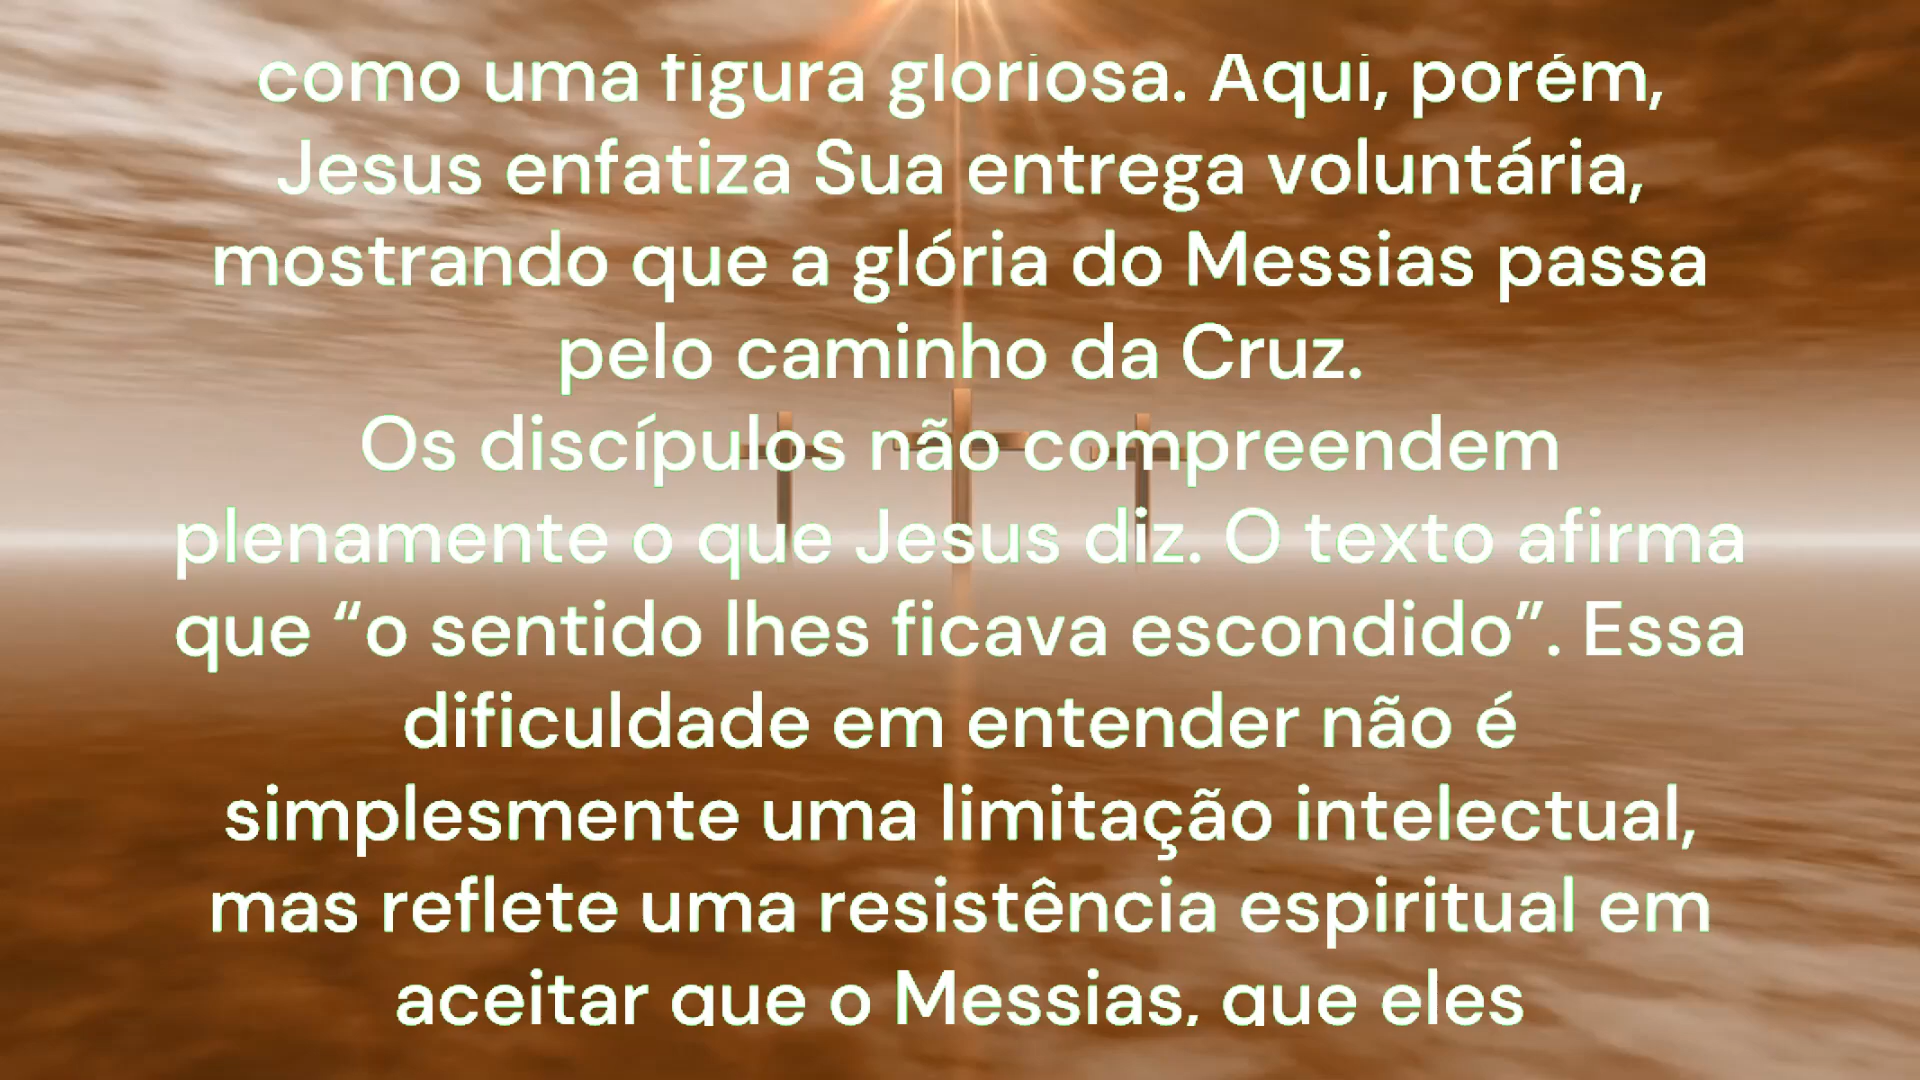 como uma figura gloriosa. Aqui, porém,
Jesus enfatiza Sua entrega voluntária,
mostrando que a glória do Messias passa
pelo caminho da Cruz.
Os discípulos não compreendem
plenamente o que Jesus diz. O texto afirma
que “o sentido lhes ficava escondido”. Essa
dificuldade em entender não é
simplesmente uma limitação intelectual,
mas reflete uma resistência espiritual em
aceitar que o Messias, que eles